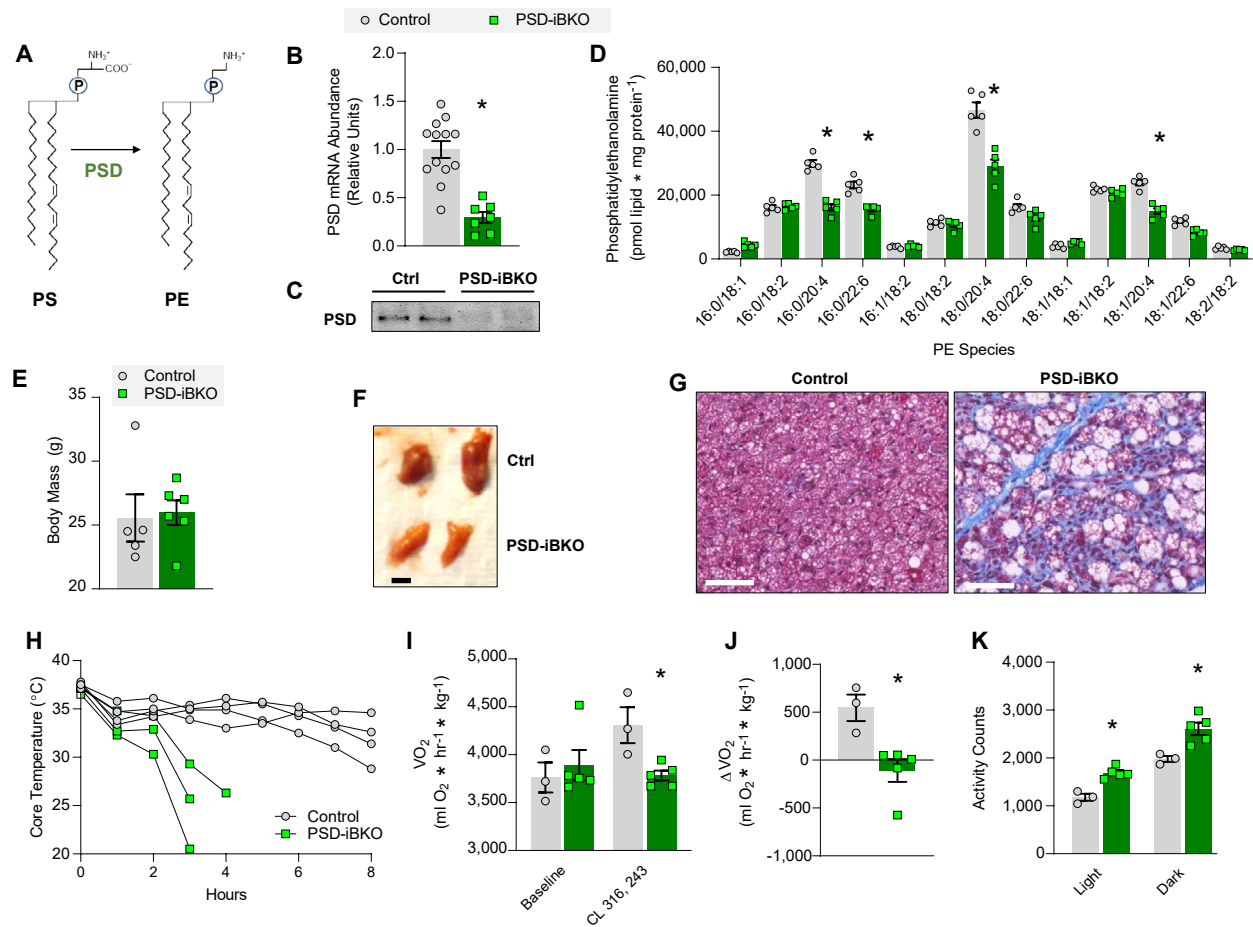 Control PSD-iBKO
A
NH₃⁺
COO⁻
P
NH₃⁺
P
PSD
PS PE
B
PSD mRNA Abundance
(Relative Units)
2.0
1.5
1.0
0.5
0.0
*
C
Ctrl PSD-iBKO
PSD
D
Phosphatidylethanolamine
(pmol lipid * mg protein⁻¹)
60,000
40,000
20,000
0
* * * *
16:0/18:1
16:0/18:2
16:0/20:4
16:0/22:6
16:1/18:2
18:0/18:2
18:0/20:4
18:0/22:6
18:1/18:1
18:1/18:2
18:1/20:4
18:1/22:6
18:2/18:2
PE Species
E
Control
PSD-iBKO
Body Mass (g)
35
30
25
20
F
Ctrl
PSD-iBKO
G
Control PSD-iBKO
H
Core Temperature (°C)
40
35
30
25
20
0 2 4 6 8
Hours
Control
PSD-iBKO
I
VO₂
(ml O₂ * hr-1 * kg-1)
5,000
4,500
4,000
3,500
3,000
*
Baseline
CL 316, 243
J
Δ VO₂
(ml O₂ * hr-1 * kg-1)
1,000
500
0
-500
-1,000
*
K
Activity Counts
4,000
3,000
2,000
1,000
0
* *
Light
Dark